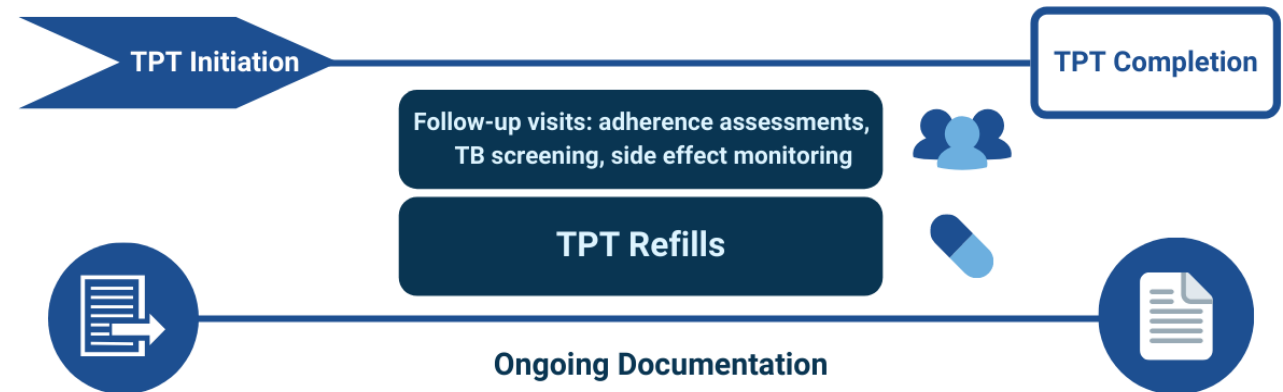 TPT Initiation
TPT Completion
Follow-up visits: adherence assessments,
TB screening, side effect monitoring
TPT Refills
Ongoing Documentation